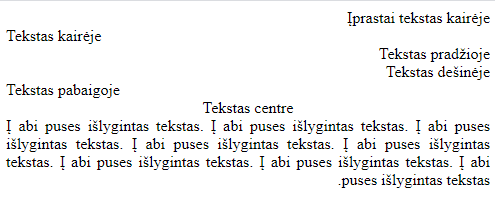 Įprastai tekstas kairėje
Tekstas kairėje
Tekstas pradžioje
Tekstas dešinėje
Tekstas pabaigoje
Tekstas centre
Į abi puses išlygintas tekstas. Į abi puses išlygintas tekstas. Į abi puses
išlygintas tekstas. Į abi puses išlygintas tekstas. Į abi puses išlygintas
tekstas. Į abi puses išlygintas tekstas. Į abi puses išlygintas tekstas. Į abi
.puses išlygintas tekstas